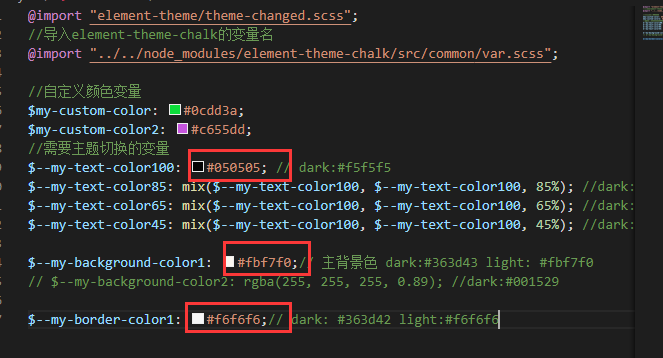 @import "element-theme/theme-changed.scss";
//导入element-theme-chalk的变量名
@import "../../node_modules/element-theme-chalk/src/common/var.scss";
//自定义颜色变量
$my-custom-color: #0cdd3a;
$my-custom-color2: #c655dd;
//需要主题切换的变量
$--my-text-color100: #050505; // dark:#f5f5f5
$--my-text-color85: mix($--my-text-color100, $--my-text-color100, 85%); //dark:
$--my-text-color65: mix($--my-text-color100, $--my-text-color100, 65%); //dark:
$--my-text-color45: mix($--my-text-color100, $--my-text-color100, 45%); //dark:
$--my-background-color1: #fbf7f0;// 主背景色 dark:#363d43 light: #fbf7f0
// $--my-background-color2: rgba(255, 255, 255, 0.89); //dark:#001529
$--my-border-color1: #f6f6f6;// dark: #363d42 light:#f6f6f6